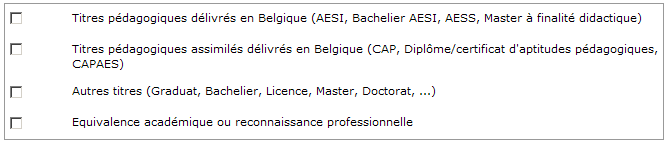 Titres pédagogiques délivrés en Belgique (AESI, Bachelier AESI, AESS, Master à finalité didactique)
Titres pédagogiques assimilés délivrés en Belgique (CAP, Diplôme/certificat d'aptitudes pédagogiques,
CAPAES)
Autres titres (Graduat, Bachelier, Licence, Master, Doctorat, ...)
Equivalence académique ou reconnaissance professionnelle